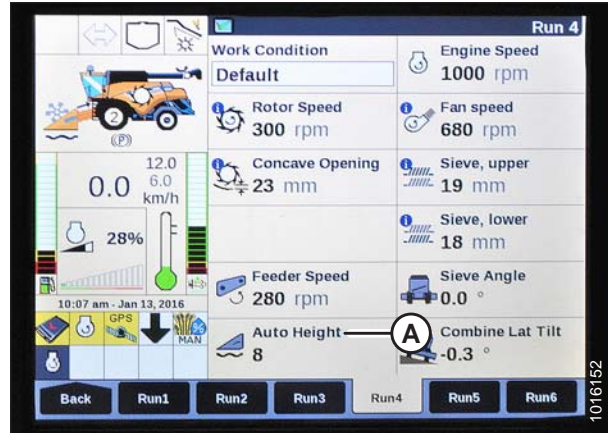 Run 4
Work Condition
Default
Engine Speed
1000 rpm
Rotor Speed
300 rpm
Fan speed
680 rpm
Concave Opening
23 mm
Sieve, upper
19 mm
Sieve, lower
18 mm
Feeder Speed
280 rpm
Sieve Angle
0.0 °
Auto Height
A
8
Combine Lat Tilt
-0.3 °
2
(P)
0.0
12.0
6.0
km/h
28%
10:07 am - Jan 13, 2016
GPS
MAN
Back
Run1
Run2
Run3
Run4
Run5
Run6
1016152